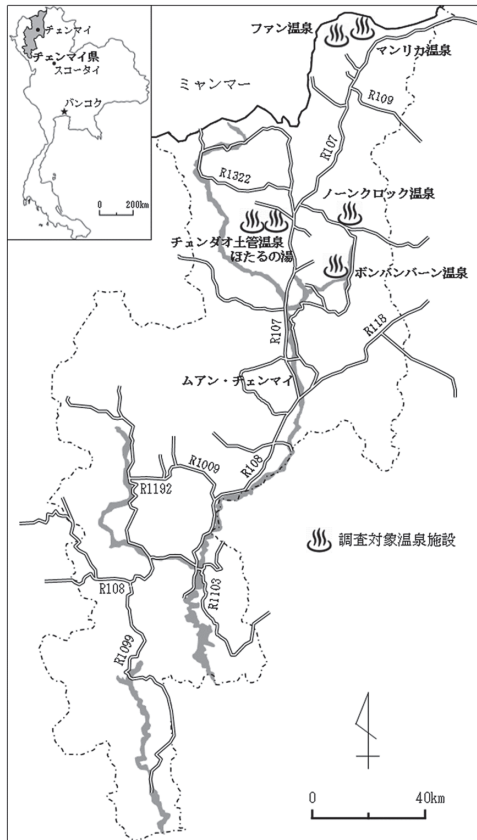 チェンマイ
チェンマイ県
スコータイ
バンコク
0 200km
ファン温泉
マンリカ温泉
ミャンマー
R109
R107
R1322
ノーンクロック温泉
チェンダオ土管温泉
ほたるの湯
ポンバンバーン温泉
R107
R118
ムアン・チェンマイ
R1009
R108
R1192
調査対象温泉施設
R108
R1103
R1099
0 40km